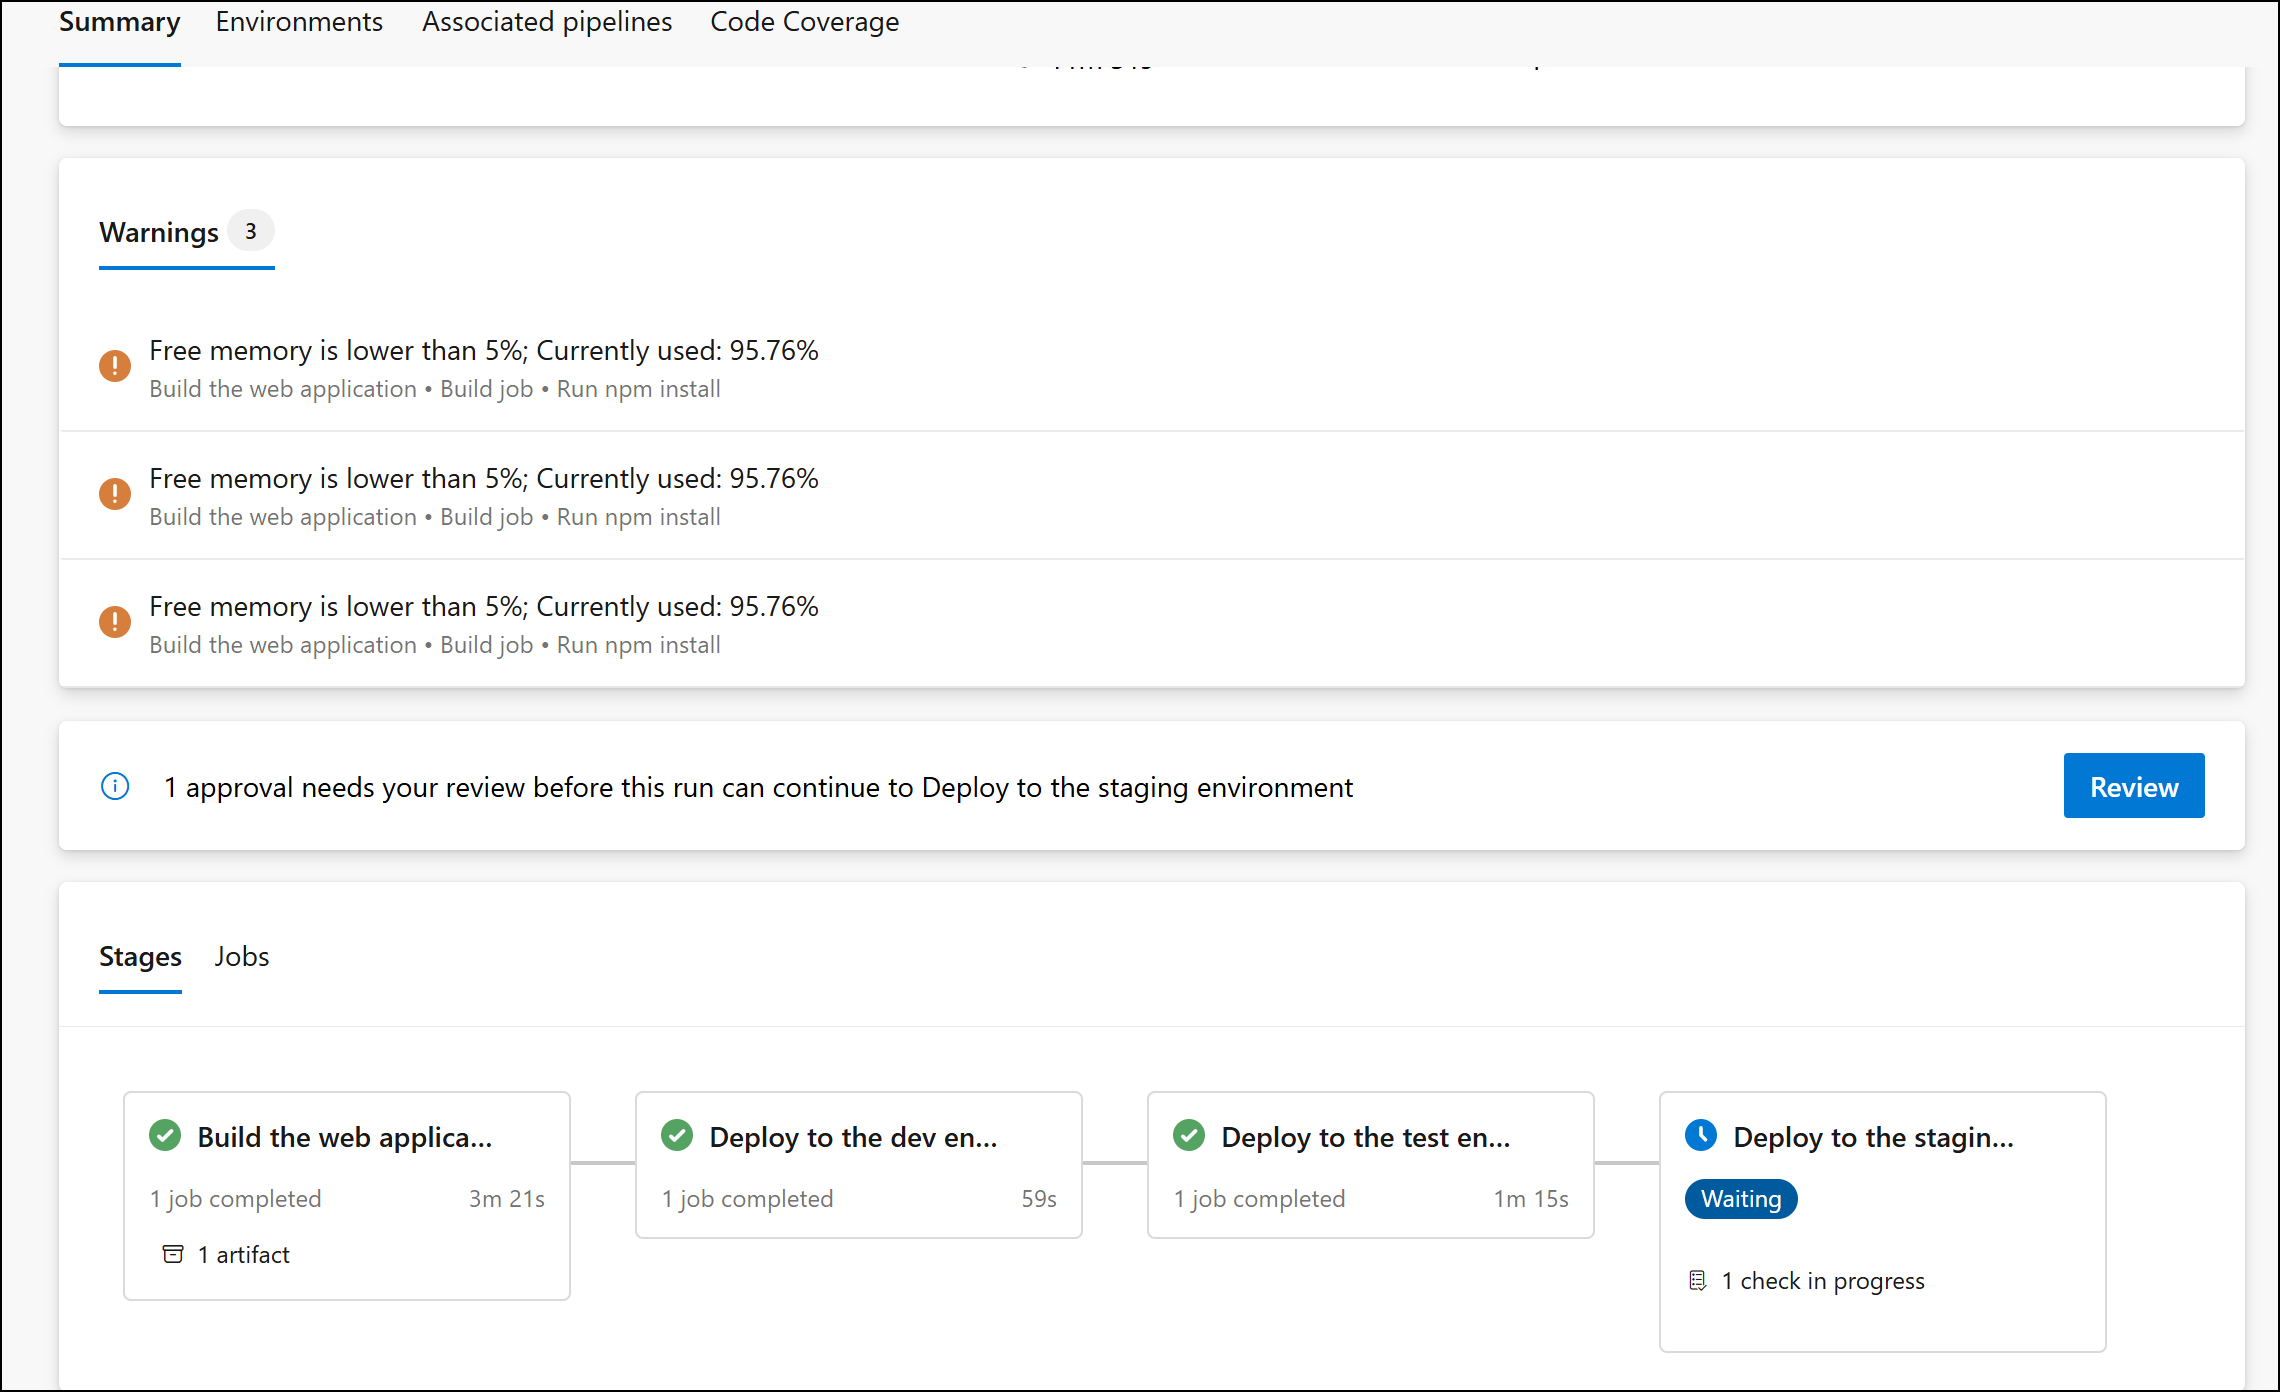 Summary Environments Associated pipelines Code Coverage
Warnings 3
Free memory is lower than 5%; Currently used: 95.76%
Build the web application • Build job • Run npm install
Free memory is lower than 5%; Currently used: 95.76%
Build the web application • Build job • Run npm install
Free memory is lower than 5%; Currently used: 95.76%
Build the web application • Build job • Run npm install
1 approval needs your review before this run can continue to Deploy to the staging environment Review
Stages Jobs
Build the web applica...
1 job completed 3m 21s
1 artifact
Deploy to the dev en...
1 job completed 59s
Deploy to the test en...
1 job completed 1m 15s
Deploy to the stagin...
Waiting
1 check in progress